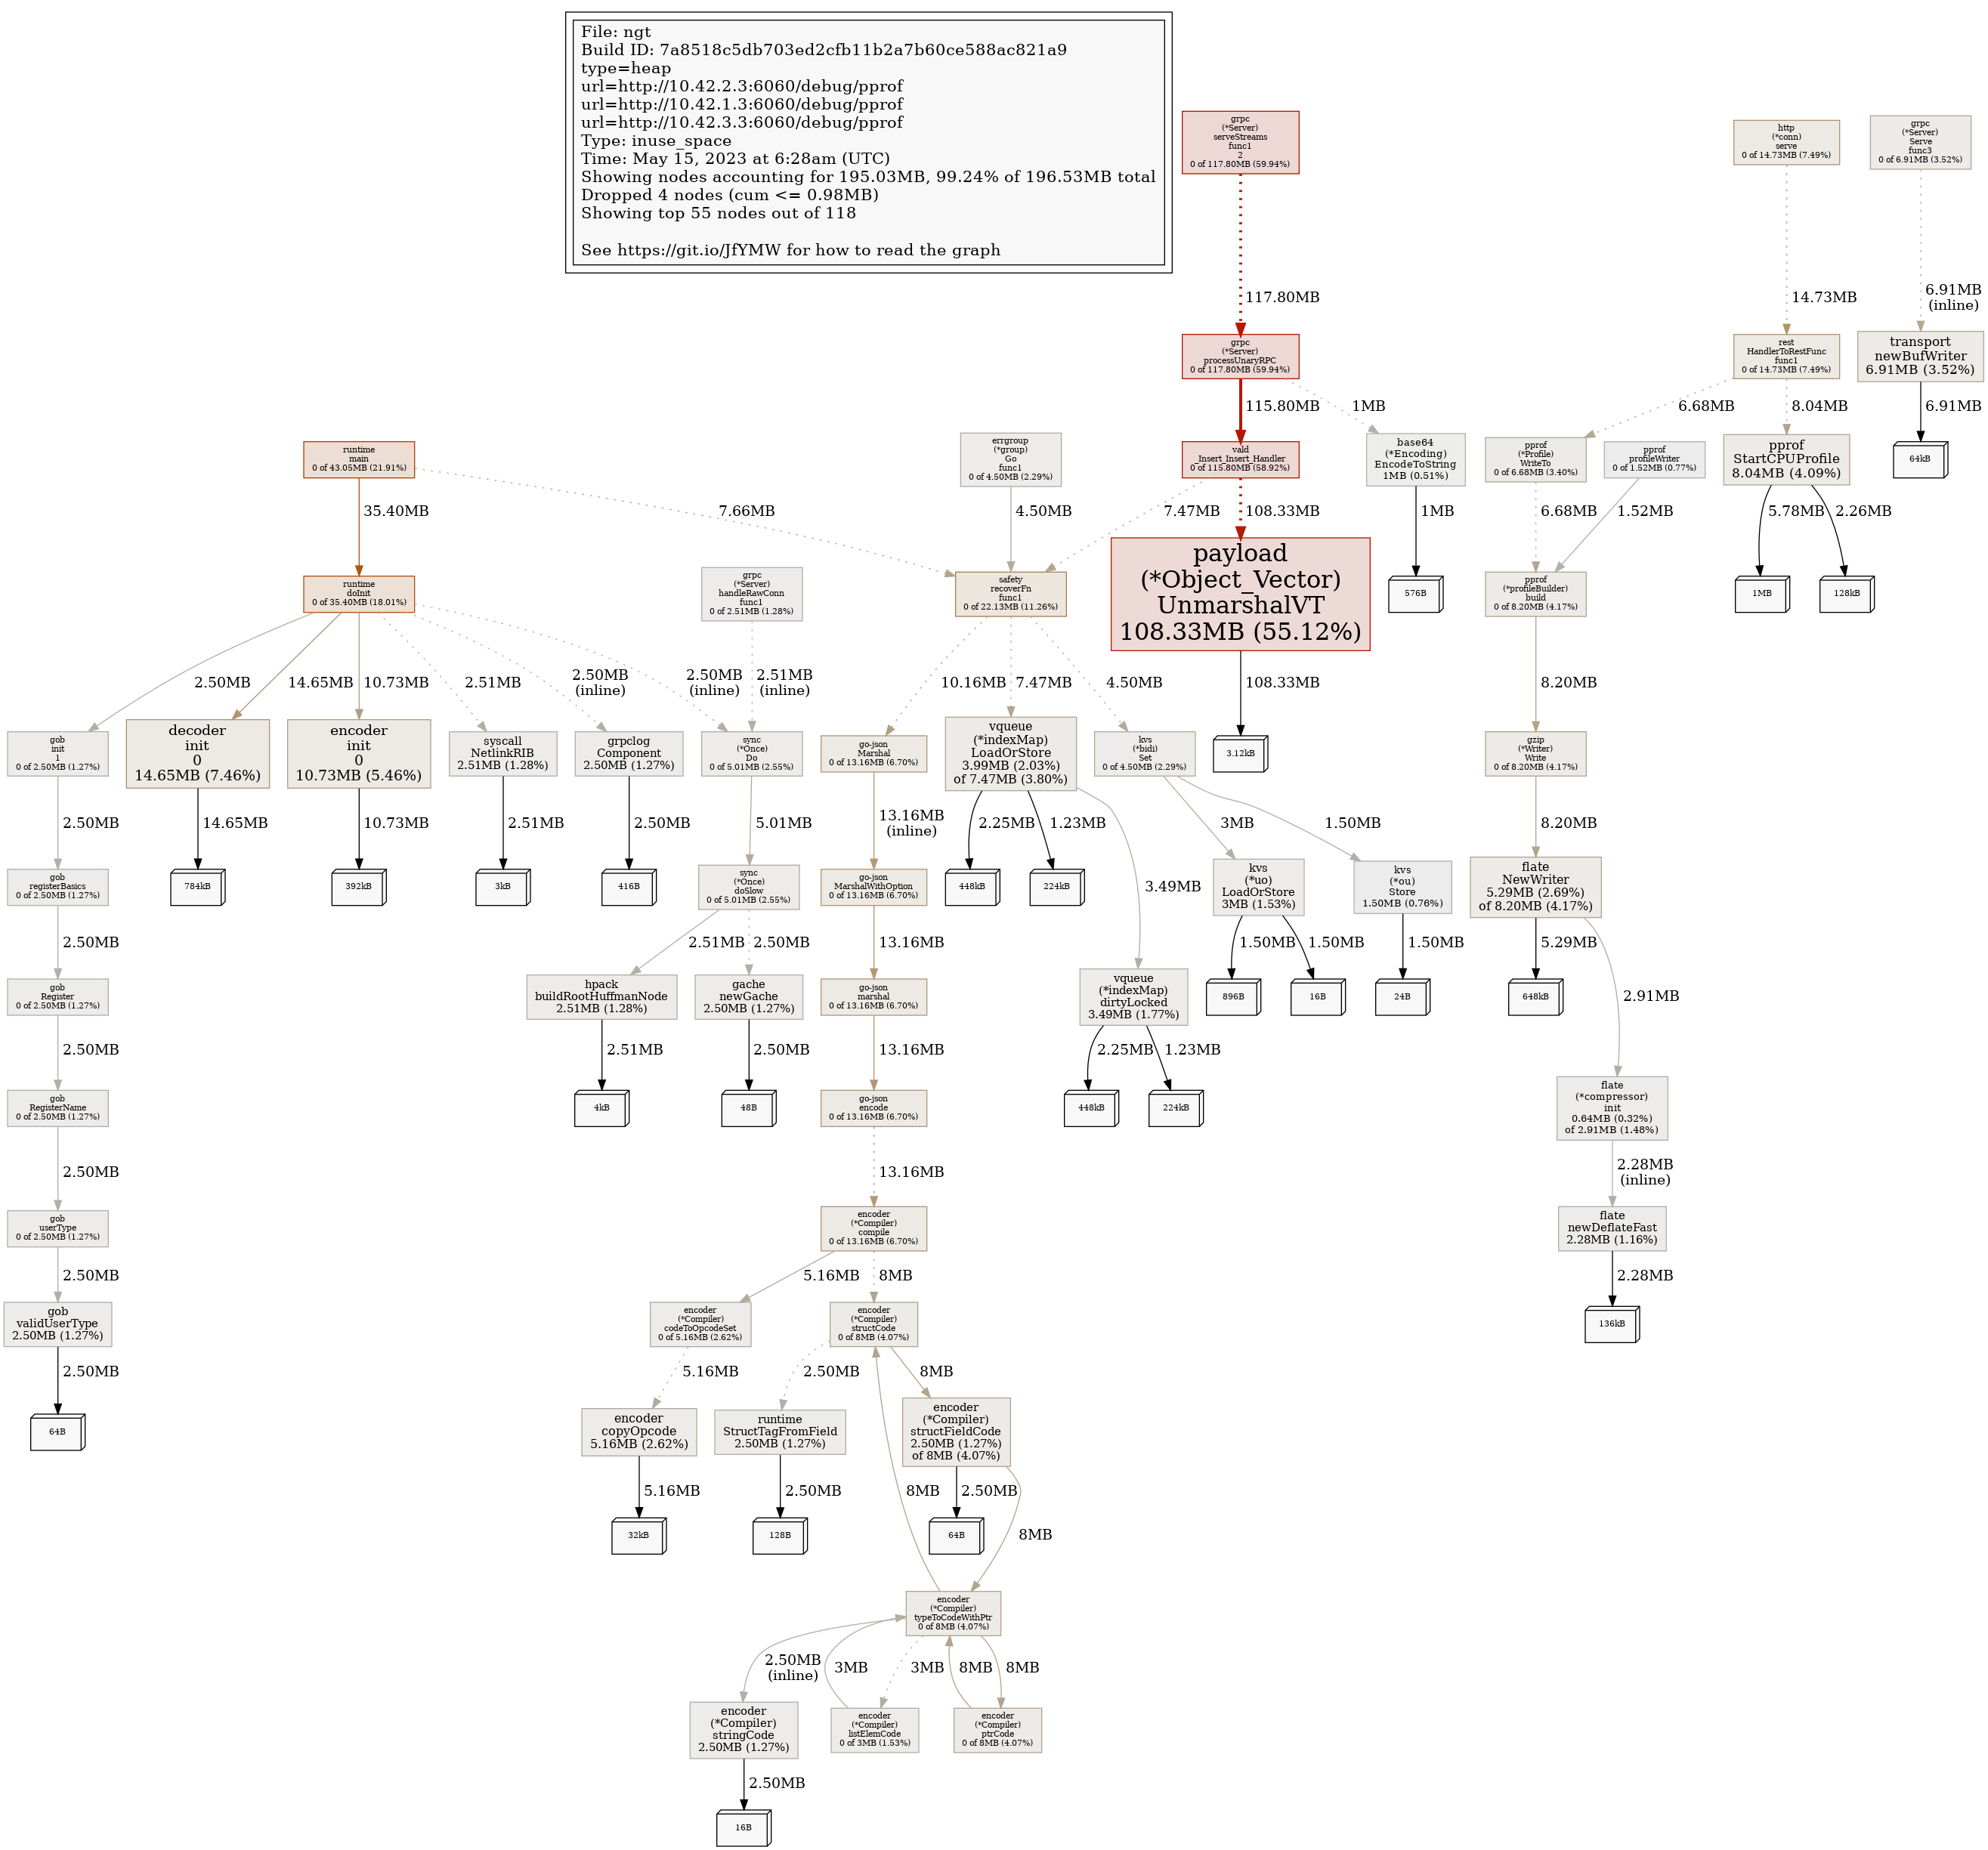 File: ngt
Build ID: 7a8518c5db703ed2cfb11b2a7b60ce588ac821a9
type=heap
url=http://10.42.2.3:6060/debug/pprof
url=http://10.42.1.3:6060/debug/pprof
url=http://10.42.3.3:6060/debug/pprof
Type: inuse_space
Time: May 15, 2023 at 6:28am (UTC)
Showing nodes accounting for 195.03MB, 99.24% of 196.53MB total
Dropped 4 nodes (cum <= 0.98MB)
Showing top 55 nodes out of 118
See https://git.io/JfYMW for how to read the graph
grpc
(*Server)
serveStreams
func1
2
0 of 117.80MB (59.94%)
http
(*conn)
serve
0 of 14.73MB (7.49%)
grpc
(*Server)
Serve
func3
0 of 6.91MB (3.52%)
117.80MB
14.73MB
6.91MB
(inline)
grpc
(*Server)
processUnaryRPC
0 of 117.80MB (59.94%)
rest
HandlerToRestFunc
func1
0 of 14.73MB (7.49%)
transport
newBufWriter
6.91MB (3.52%)
115.80MB
1MB
6.68MB
8.04MB
6.91MB
runtime
main
0 of 43.05MB (21.91%)
errgroup
(*group)
Go
func1
0 of 4.50MB (2.29%)
vald
_Insert_Insert_Handler
0 of 115.80MB (58.92%)
base64
(*Encoding)
EncodeToString
1MB (0.51%)
pprof
(*Profile)
WriteTo
0 of 6.68MB (3.40%)
pprof
profileWriter
0 of 1.52MB (0.77%)
pprof
StartCPUProfile
8.04MB (4.09%)
64kB
35.40MB
7.66MB
4.50MB
7.47MB
108.33MB
1MB
6.68MB
1.52MB
5.78MB
2.26MB
runtime
doInit
0 of 35.40MB (18.01%)
grpc
(*Server)
handleRawConn
func1
0 of 2.51MB (1.28%)
safety
recoverFn
func1
0 of 22.13MB (11.26%)
payload
(*Object_Vector)
UnmarshalVT
108.33MB (55.12%)
576B
pprof
(*profileBuilder)
build
0 of 8.20MB (4.17%)
1MB
128kB
2.50MB
14.65MB
10.73MB
2.51MB
2.50MB
(inline)
2.50MB
(inline)
2.51MB
(inline)
10.16MB
7.47MB
4.50MB
108.33MB
8.20MB
gob
init
1
0 of 2.50MB (1.27%)
decoder
init
0
14.65MB (7.46%)
encoder
init
0
10.73MB (5.46%)
syscall
NetlinkRIB
2.51MB (1.28%)
grpclog
Component
2.50MB (1.27%)
sync
(*Once)
Do
0 of 5.01MB (2.55%)
go-json
Marshal
0 of 13.16MB (6.70%)
vqueue
(*indexMap)
LoadOrStore
3.99MB (2.03%)
of 7.47MB (3.80%)
kvs
(*bidi)
Set
0 of 4.50MB (2.29%)
3.12kB
gzip
(*Writer)
Write
0 of 8.20MB (4.17%)
2.50MB
14.65MB
10.73MB
2.51MB
2.50MB
5.01MB
13.16MB
(inline)
2.25MB
1.23MB
3.49MB
3MB
1.50MB
8.20MB
gob
registerBasics
0 of 2.50MB (1.27%)
784kB
392kB
3kB
416B
sync
(*Once)
doSlow
0 of 5.01MB (2.55%)
go-json
MarshalWithOption
0 of 13.16MB (6.70%)
448kB
224kB
kvs
(*uo)
LoadOrStore
3MB (1.53%)
kvs
(*ou)
Store
1.50MB (0.76%)
flate
NewWriter
5.29MB (2.69%)
of 8.20MB (4.17%)
2.50MB
2.51MB
2.50MB
13.16MB
1.50MB
1.50MB
1.50MB
5.29MB
2.91MB
gob
Register
0 of 2.50MB (1.27%)
hpack
buildRootHuffmanNode
2.51MB (1.28%)
gache
newGache
2.50MB (1.27%)
go-json
marshal
0 of 13.16MB (6.70%)
vqueue
(*indexMap)
dirtyLocked
3.49MB (1.77%)
896B
16B
24B
648kB
2.50MB
2.51MB
2.50MB
13.16MB
2.25MB
1.23MB
gob
RegisterName
0 of 2.50MB (1.27%)
4kB
48B
go-json
encode
0 of 13.16MB (6.70%)
448kB
224kB
flate
(*compressor)
init
0.64MB (0.32%)
of 2.91MB (1.48%)
2.50MB
13.16MB
2.28MB
(inline)
gob
userType
0 of 2.50MB (1.27%)
encoder
(*Compiler)
compile
0 of 13.16MB (6.70%)
flate
newDeflateFast
2.28MB (1.16%)
2.50MB
5.16MB
8MB
2.28MB
gob
validUserType
2.50MB (1.27%)
encoder
(*Compiler)
codeToOpcodeSet
0 of 5.16MB (2.62%)
encoder
(*Compiler)
structCode
0 of 8MB (4.07%)
136kB
2.50MB
5.16MB
2.50MB
8MB
64B
encoder
copyOpcode
5.16MB (2.62%)
runtime
StructTagFromField
2.50MB (1.27%)
encoder
(*Compiler)
structFieldCode
2.50MB (1.27%)
of 8MB (4.07%)
5.16MB
2.50MB
8MB
2.50MB
8MB
32kB
128B
64B
encoder
(*Compiler)
typeToCodeWithPtr
0 of 8MB (4.07%)
2.50MB
(inline)
3MB
3MB
8MB
8MB
encoder
(*Compiler)
stringCode
2.50MB (1.27%)
encoder
(*Compiler)
listElemCode
0 of 3MB (1.53%)
encoder
(*Compiler)
ptrCode
0 of 8MB (4.07%)
2.50MB
16B